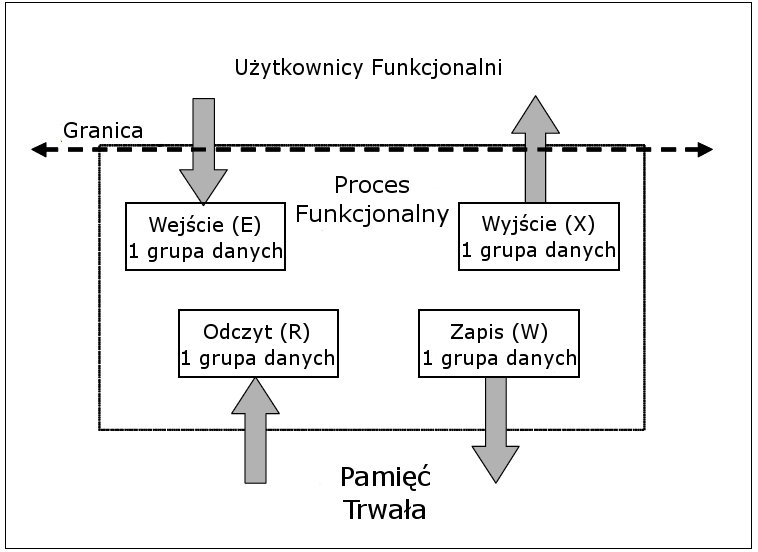 Użytkownicy Funkcjonalni
Granica
Proces
Funkcjonalny
Wejście (E)
1 grupa danych
Wyjście (X)
1 grupa danych
Odczyt (R)
1 grupa danych
Zapis (W)
1 grupa danych
Pamięć
Trwała